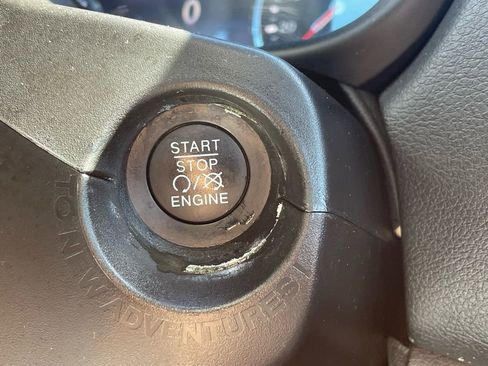 START
STOP
ENGINE
TO NEW ADVENTURES!